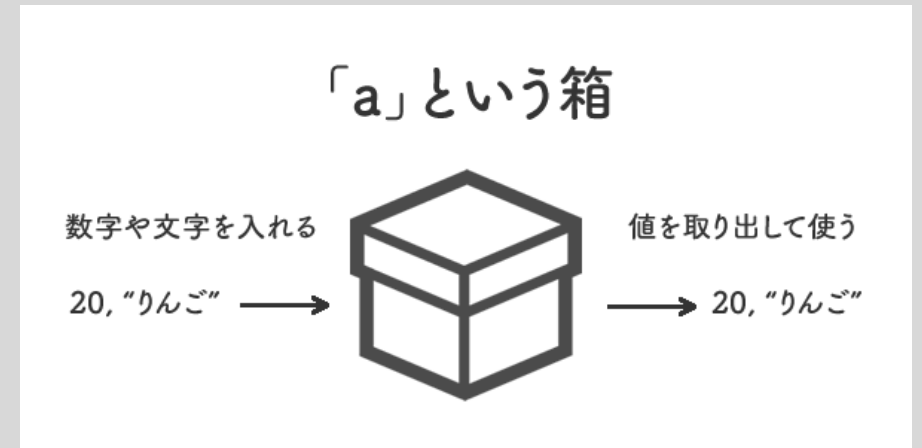 「a」という箱
数字や文字を入れる
20, “りんご”
値を取り出して使う
20, “りんご”